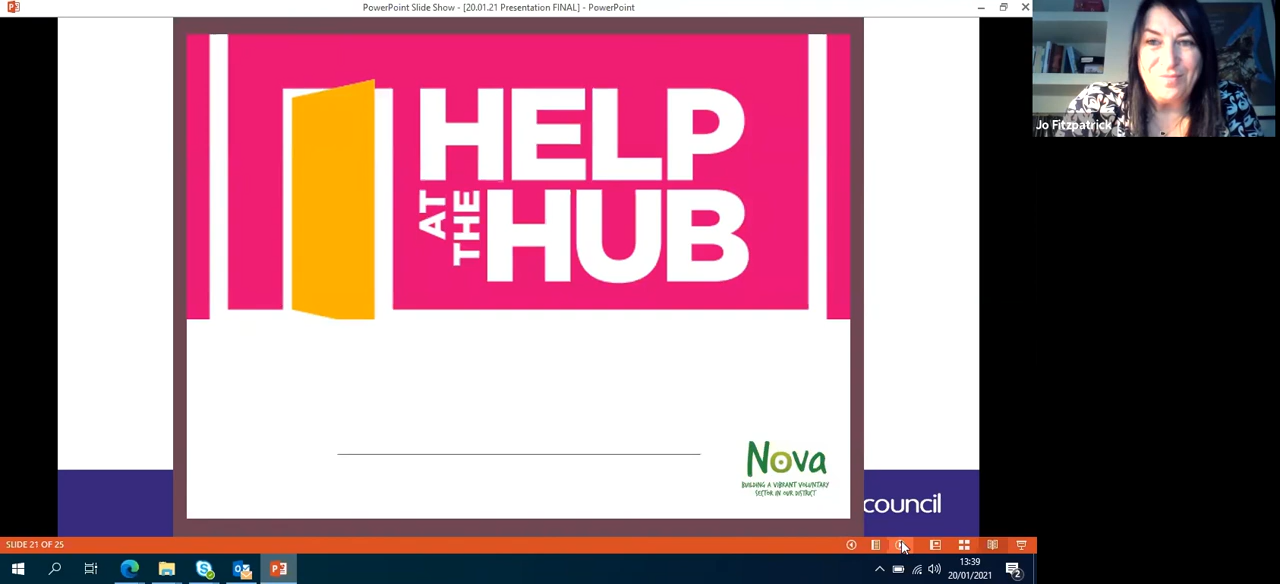 PowerPoint Slide Show - [20.01.21 Presentation FINAL] - PowerPoint
Jo Fitzpatrick
HELP
AT THE
HUB
Nova
BUILDING A VIBRANT VOLUNTARY
SECTOR IN OUR DISTRICT
council
SLIDE 21 OF 25
13:39
20/01/2021
2